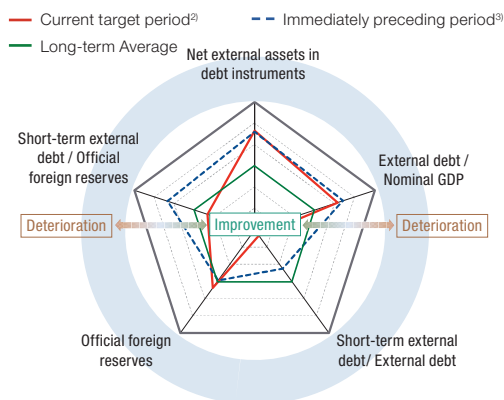 Current target period2)
Immediately preceding period3)
Long-term Average
Net external assets in
debt instruments
Short-term external
debt / Official
foreign reserves
External debt /
Nominal GDP
Deterioration
Improvement
Deterioration
Official foreign
reserves
Short-term external
debt/ External debt